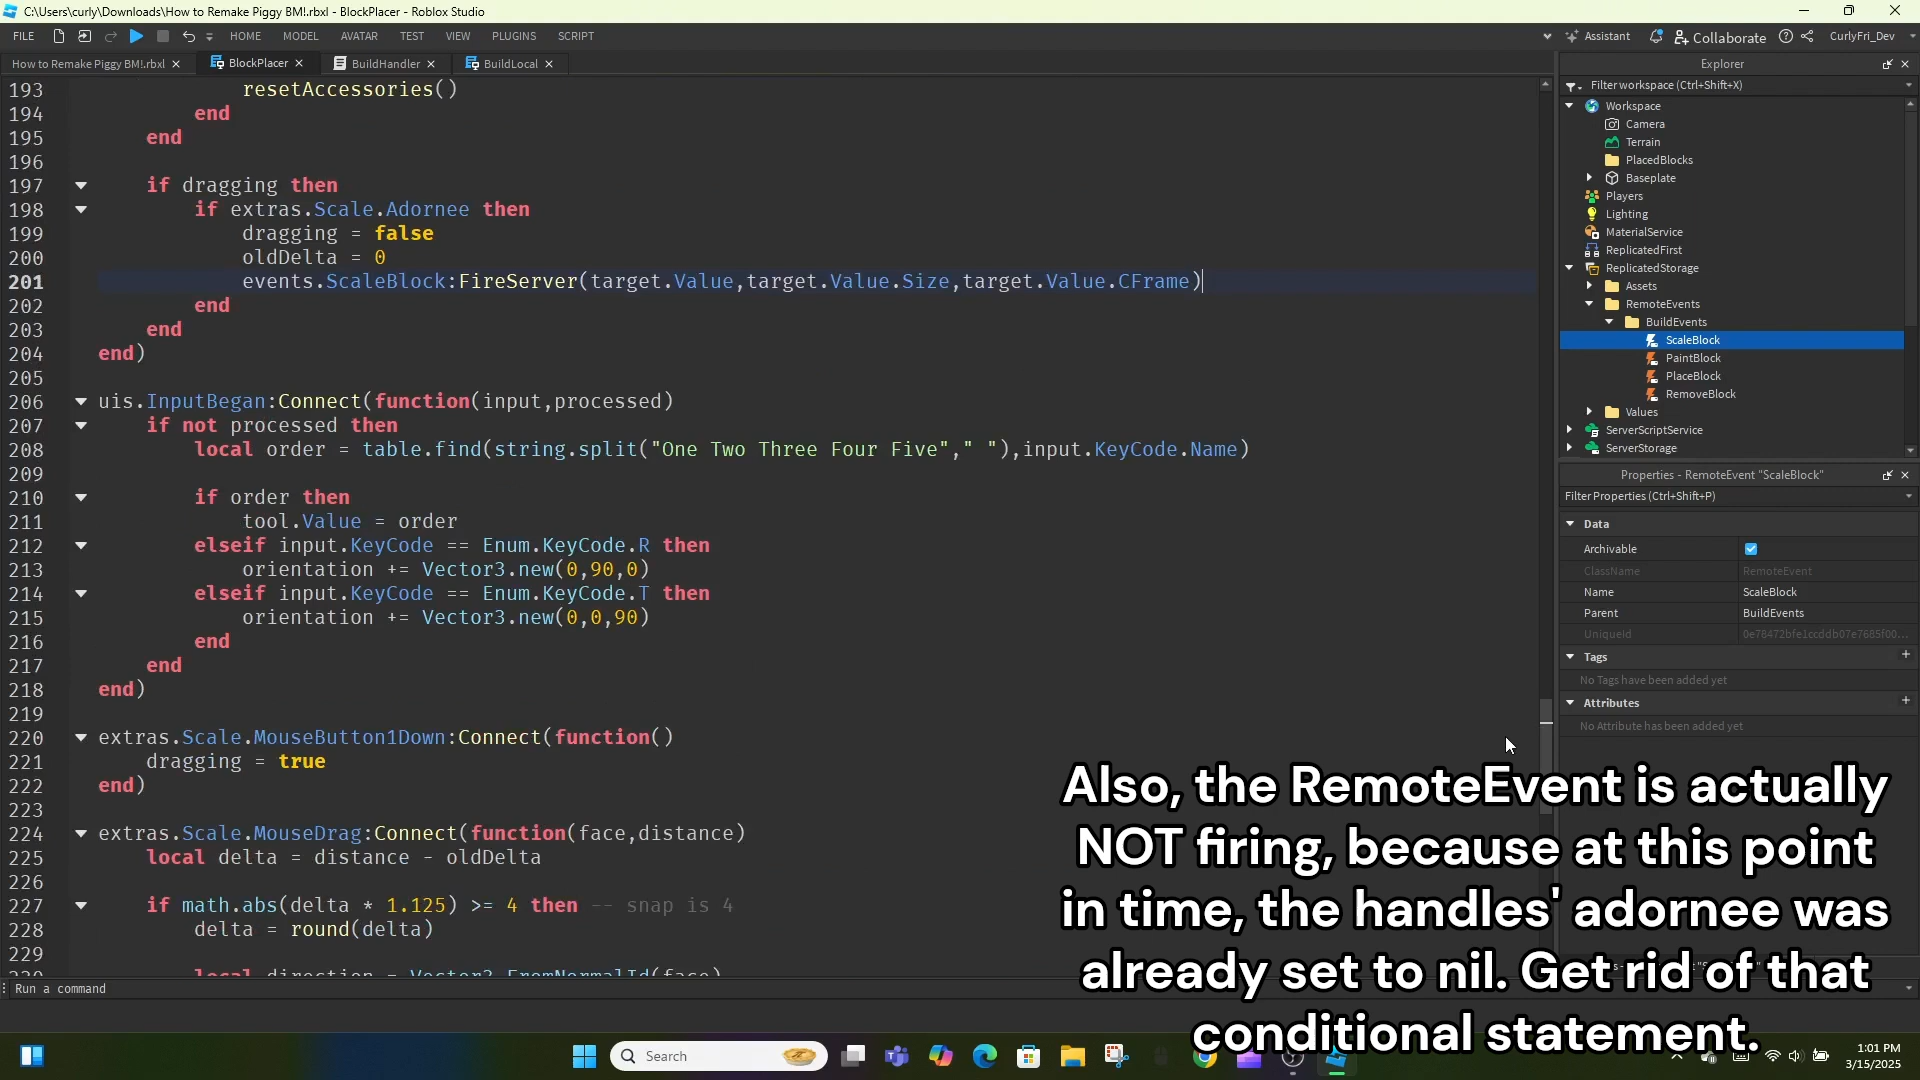 C:\Users\curly\Downloads\How to Remake Piggy BM!.rbxl - BlockPlacer - Roblox Studio
FILE HOME MODEL AVATAR TEST VIEW PLUGINS SCRIPT Assistant Collaborate CurlyFri_Dev
How to Remake Piggy BM!.rbxl BlockPlacer BuildHandler BuildLocal
193 resetAccessories()
194 end
195 end
196
197 if dragging then
198 if extras.Scale.Adornee then
199 dragging = false
200 oldDelta = 0
201 events.ScaleBlock:FireServer(target.Value,target.Value.Size,target.Value.CFrame)
202 end
203 end
204 end)
205
206 uis.InputBegan:Connect(function(input,processed)
207 if not processed then
208 local order = table.find(string.split("One Two Three Four Five"," "),input.KeyCode.Name)
209
210 if order then
211 tool.Value = order
212 elseif input.KeyCode == Enum.KeyCode.R then
213 orientation += Vector3.new(0,90,0)
214 elseif input.KeyCode == Enum.KeyCode.T then
215 orientation += Vector3.new(0,0,90)
216 end
217 end
218 end)
219
220 extras.Scale.MouseButton1Down:Connect(function()
221 dragging = true
222 end)
223
224 extras.Scale.MouseDrag:Connect(function(face,distance)
225 local delta = distance - oldDelta
226
227 if math.abs(delta * 1.125) >= 4 then -- snap is 4
228 delta = round(delta)
229
230 local direction = Vector3.FromNormalId(face)
Explorer
Filter workspace (Ctrl+Shift+X)
Workspace
Camera
Terrain
PlacedBlocks
Baseplate
Players
Lighting
MaterialService
ReplicatedFirst
ReplicatedStorage
Assets
RemoteEvents
BuildEvents
ScaleBlock
PaintBlock
PlaceBlock
RemoveBlock
Values
ServerScriptService
ServerStorage
Properties - RemoteEvent "ScaleBlock"
Filter Properties (Ctrl+Shift+P)
Data
Archivable
ClassName RemoteEvent
Name ScaleBlock
Parent BuildEvents
UniqueId 0e78472bfe1ccddb07e7685f00...
Tags
No Tags have been added yet
Attributes
No Attribute has been added yet
Also, the RemoteEvent is actually
NOT firing, because at this point
in time, the handles' adornee was
already set to nil. Get rid of that
conditional statement.
Run a command
Search
1:01 PM
3/15/2025